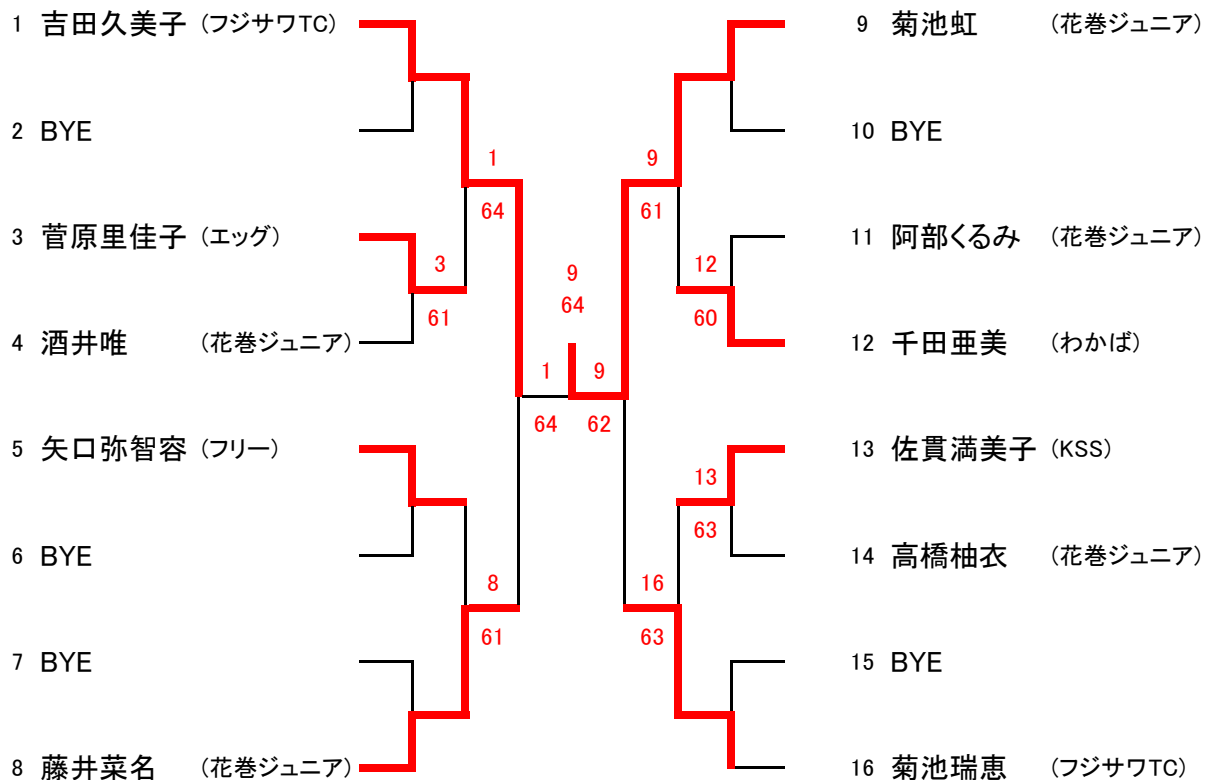 1 吉田久美子 (フジサワTC)
9 菊池虹 (花巻ジュニア)
2 BYE
10 BYE
1
9
64
61
3 菅原里佳子 (エッグ)
11 阿部くるみ (花巻ジュニア)
3
9
12
61
64
60
4 酒井唯 (花巻ジュニア)
12 千田亜美 (わかば)
1
9
64
62
5 矢口弥智容 (フリー)
13 佐貫満美子 (KSS)
13
63
6 BYE
14 高橋柚衣 (花巻ジュニア)
8
16
61
63
7 BYE
15 BYE
8 藤井菜名 (花巻ジュニア)
16 菊池瑞恵 (フジサワTC)